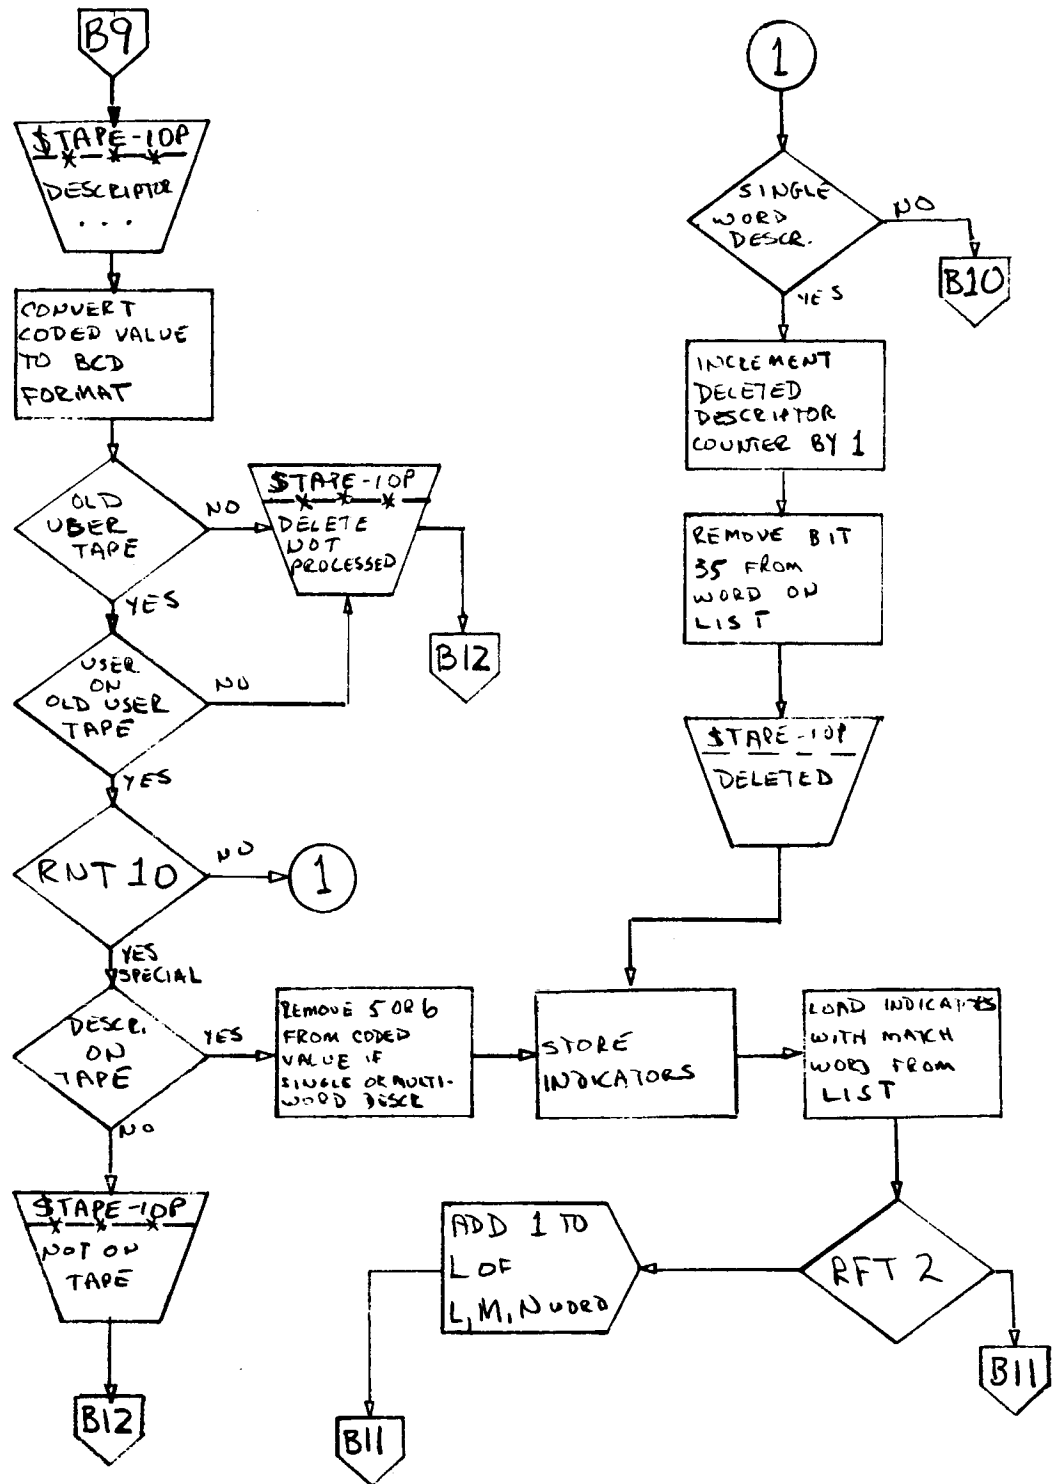 B9
$TAPE-IOP
DESCRIPTOR
. . .
CONVERT
CODED VALUE
TO BCD
FORMAT
OLD
USER
TAPE
NO
YES
$TAPE-IOP
DELETE
NOT
PROCESSED
B12
USER
ON
OLD USER
TAPE
NO
YES
RNT 10
NO
1
YES
SPECIAL
DESCR.
ON
TAPE
YES
NO
REMOVE 5 OR 6
FROM CODED
VALUE IF
SINGLE OR MULTI-
WORD DESCR
$TAPE-IOP
NOT ON
TAPE
B12
1
SINGLE
WORD
DESCR.
NO
B10
YES
INCREMENT
DELETED
DESCRIPTOR
COUNTER BY 1
REMOVE BIT
35 FROM
WORD ON
LIST
$TAPE-IOP
DELETED
STORE
INDICATORS
LOAD INDICATORS
WITH MATCH
WORD FROM
LIST
RFT 2
B11
ADD 1 TO
L OF
L, M, N WORD
B11